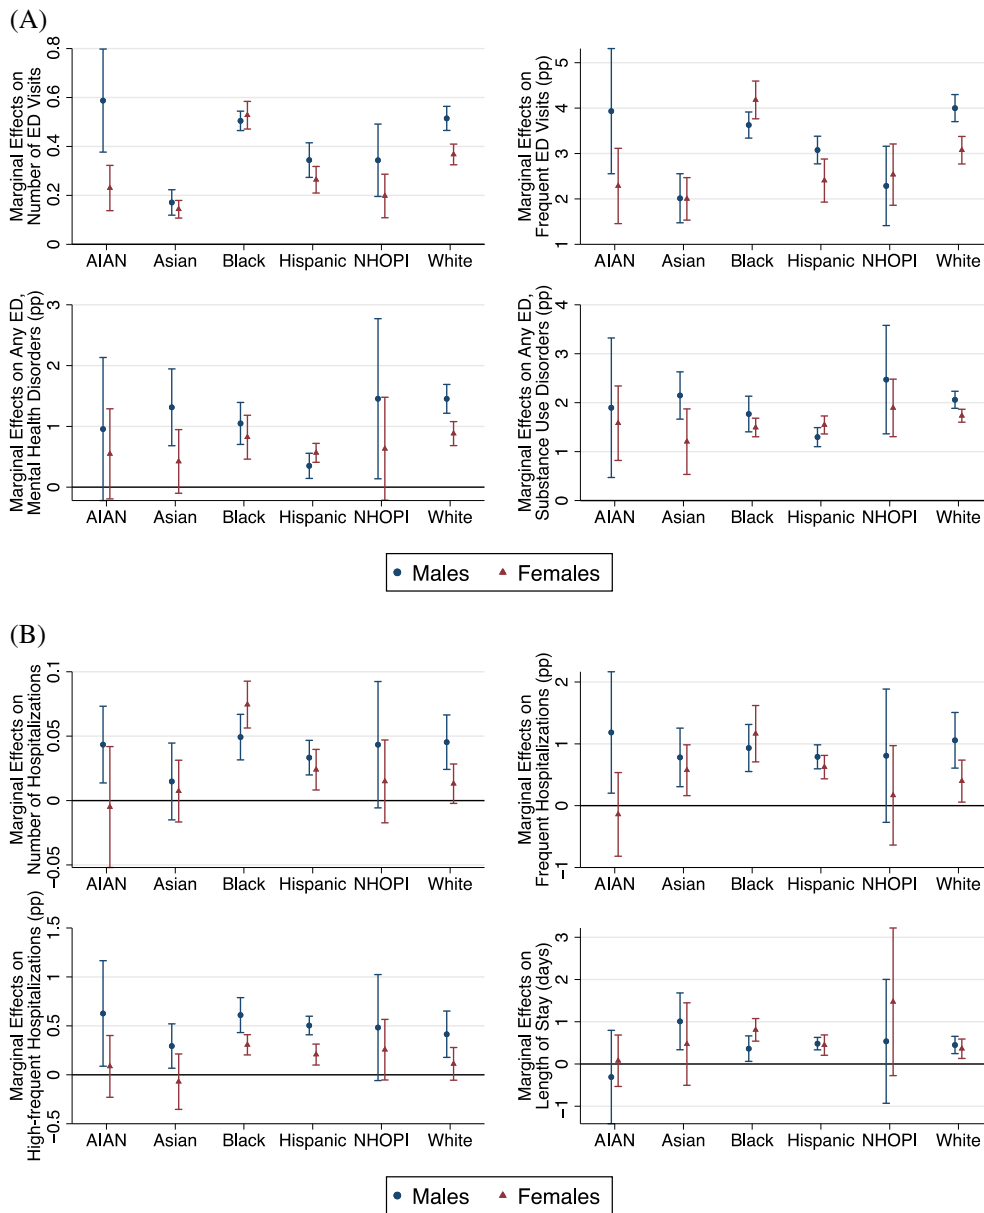 (A)
Marginal Effects on
Number of ED Visits
0.8
0.6
0.4
0.2
0
AIAN Asian Black Hispanic NHOPI White
Marginal Effects on
Frequent ED Visits (pp)
5
4
3
2
1
AIAN Asian Black Hispanic NHOPI White
Marginal Effects on Any ED,
Mental Health Disorders (pp)
3
2
1
0
AIAN Asian Black Hispanic NHOPI White
Marginal Effects on Any ED,
Substance Use Disorders (pp)
4
3
2
1
0
AIAN Asian Black Hispanic NHOPI White
Males Females
(B)
Marginal Effects on
Number of Hospitalizations
0.1
0.05
0
−0.05
AIAN Asian Black Hispanic NHOPI White
Marginal Effects on
Frequent Hospitalizations (pp)
2
1
0
−1
AIAN Asian Black Hispanic NHOPI White
Marginal Effects on
High-frequent Hospitalizations (pp)
1.5
1
0.5
0
−0.5
AIAN Asian Black Hispanic NHOPI White
Marginal Effects on
Length of Stay (days)
3
2
1
0
−1
AIAN Asian Black Hispanic NHOPI White
Males Females